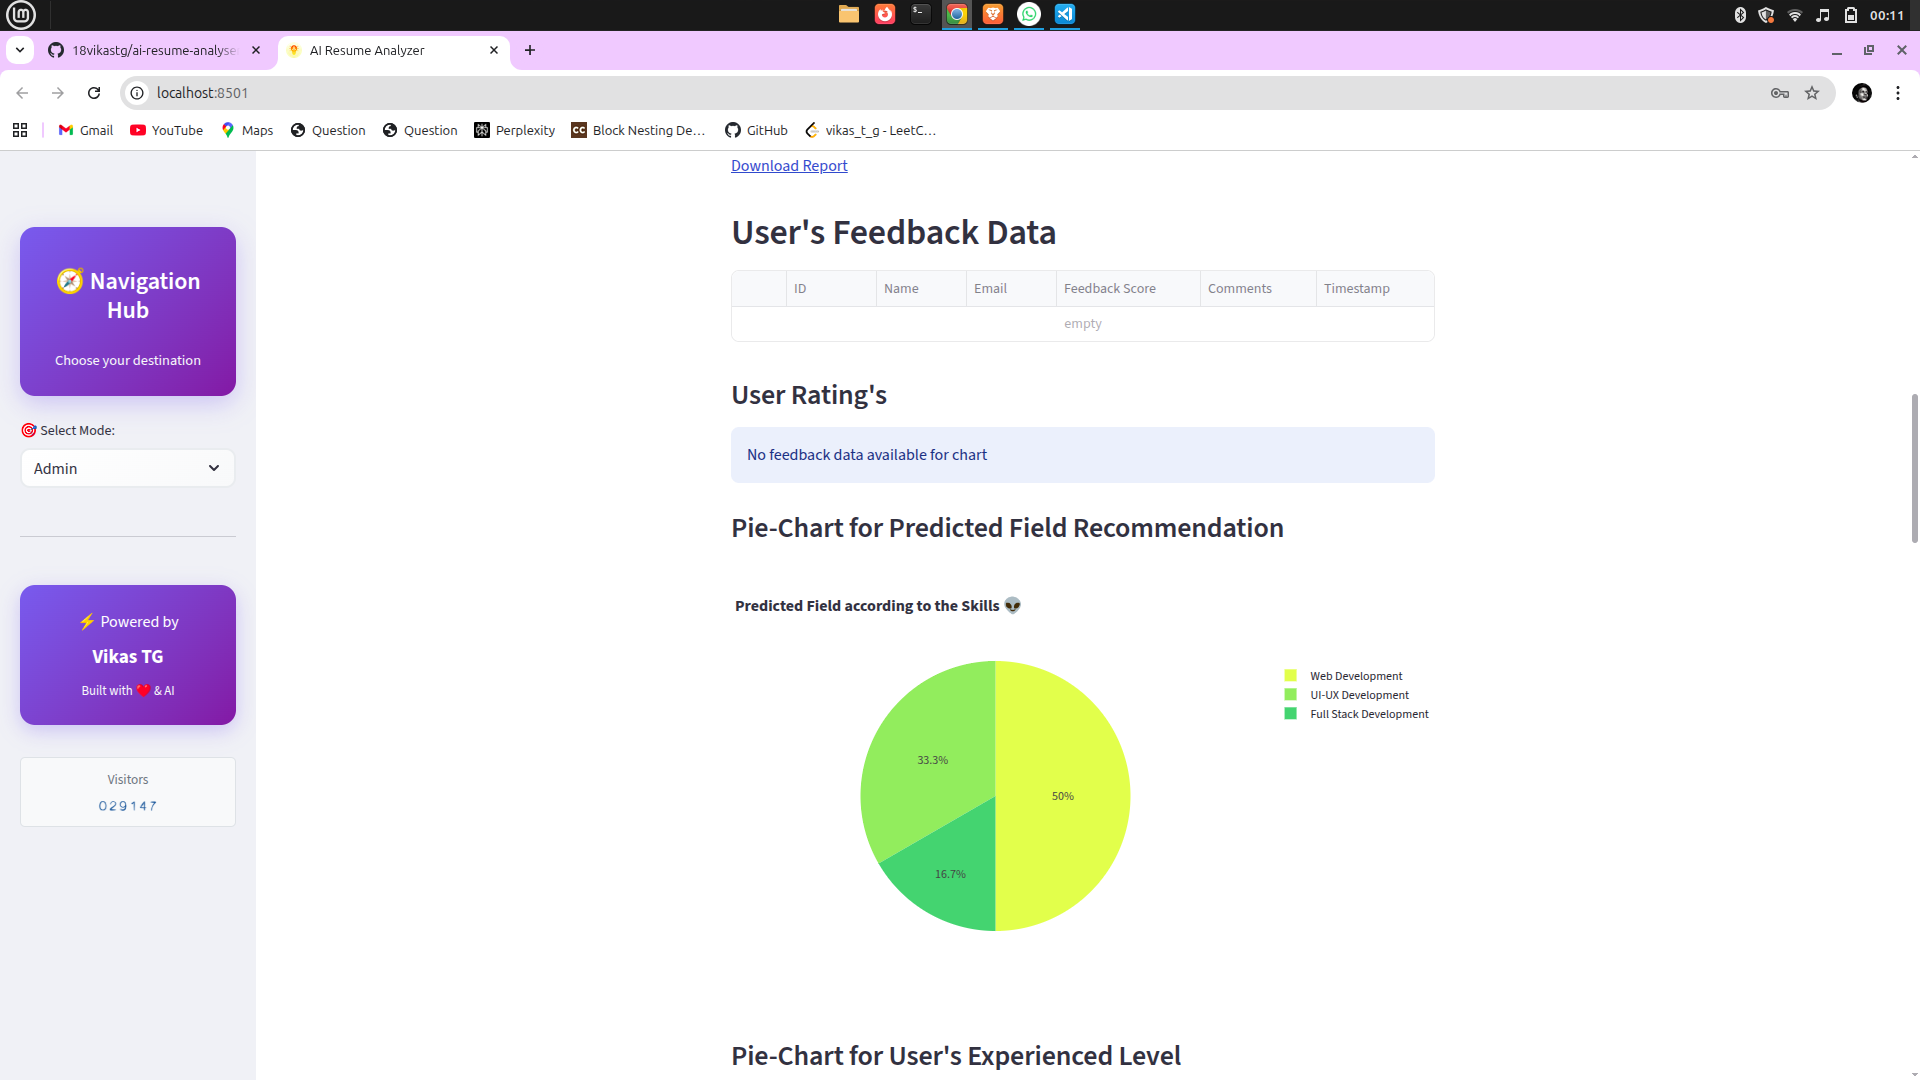 00:11
18vikastg/ai-resume-analyse
AI Resume Analyzer
localhost:8501
Gmail
YouTube
Maps
Question
Question
Perplexity
CC
Block Nesting De...
GitHub
vikas_t_g - LeetC...
🧭 Navigation
Hub
Choose your destination
🎯 Select Mode:
Admin
⚡ Powered by
Vikas TG
Built with ❤️ & AI
Visitors
029147
Download Report
User's Feedback Data
ID Name Email Feedback Score Comments Timestamp
empty
User Rating's
No feedback data available for chart
Pie-Chart for Predicted Field Recommendation
Predicted Field according to the Skills 👽
Web Development
UI-UX Development
Full Stack Development
33.3%
50%
16.7%
Pie-Chart for User's Experienced Level